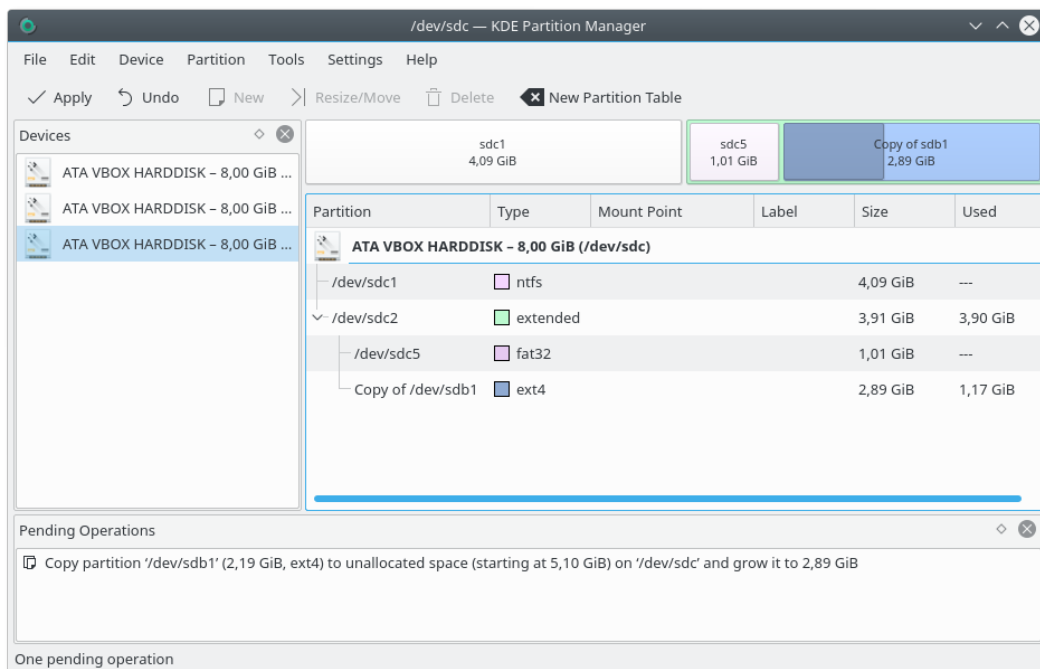 /dev/sdc — KDE Partition Manager
File Edit Device Partition Tools Settings Help
Apply Undo New Resize/Move Delete New Partition Table
Devices
ATA VBOX HARDDISK – 8,00 GiB ...
ATA VBOX HARDDISK – 8,00 GiB ...
ATA VBOX HARDDISK – 8,00 GiB ...
sdc1
4,09 GiB
sdc5
1,01 GiB
Copy of sdb1
2,89 GiB
Partition Type Mount Point Label Size Used
ATA VBOX HARDDISK – 8,00 GiB (/dev/sdc)
/dev/sdc1 ntfs 4,09 GiB ---
/dev/sdc2 extended 3,91 GiB 3,90 GiB
/dev/sdc5 fat32 1,01 GiB ---
Copy of /dev/sdb1 ext4 2,89 GiB 1,17 GiB
Pending Operations
Copy partition ‘/dev/sdb1’ (2,19 GiB, ext4) to unallocated space (starting at 5,10 GiB) on ‘/dev/sdc’ and grow it to 2,89 GiB
One pending operation